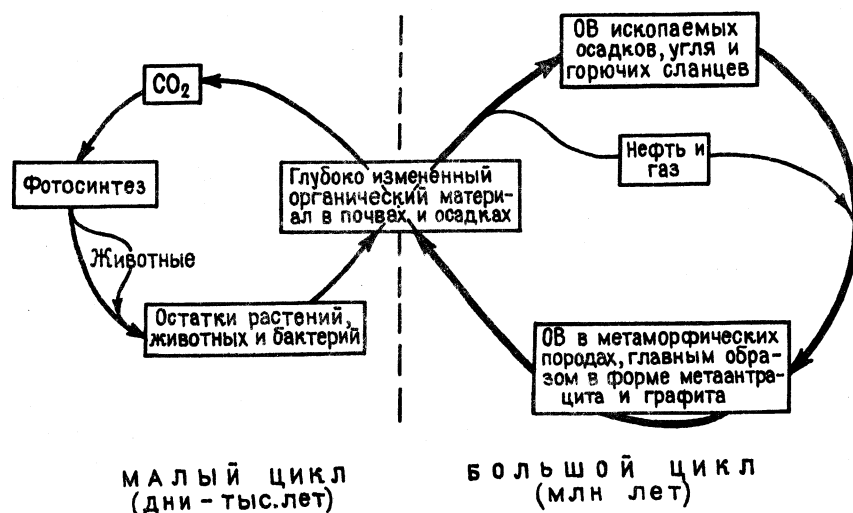 CO₂
Фотосинтез
Животные
Остатки растений,
животных и бактерий
Глубоко измененный
органический матери-
ал в почвах и осадках
ОВ ископаемых
осадков, угля и
горючих сланцев
Нефть и
газ
ОВ в метаморфических
породах, главным обра-
зом в форме метаантра-
цита и графита
МАЛЫЙ ЦИКЛ
(дни – тыс. лет)
БОЛЬШОЙ ЦИКЛ
(млн лет)